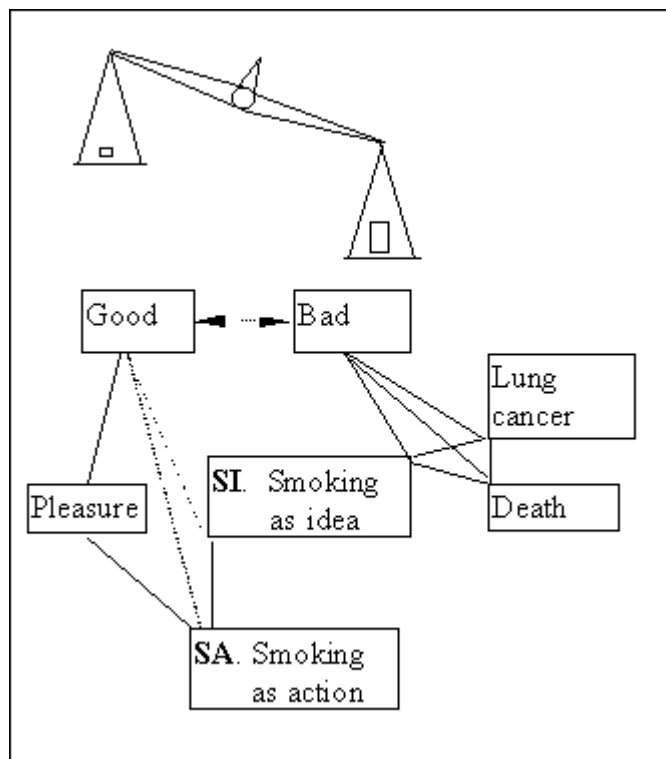 Good
Bad
Lung
cancer
SI. Smoking
as idea
Pleasure
Death
SA. Smoking
as action